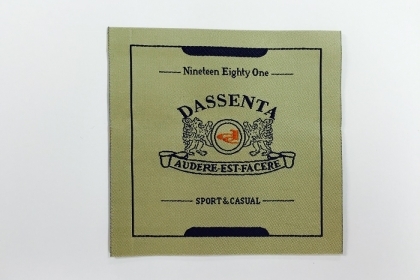 Nineteen Eighty One
DASSENTA
AUDERE-EST-FACERE
SPORT & CASUAL